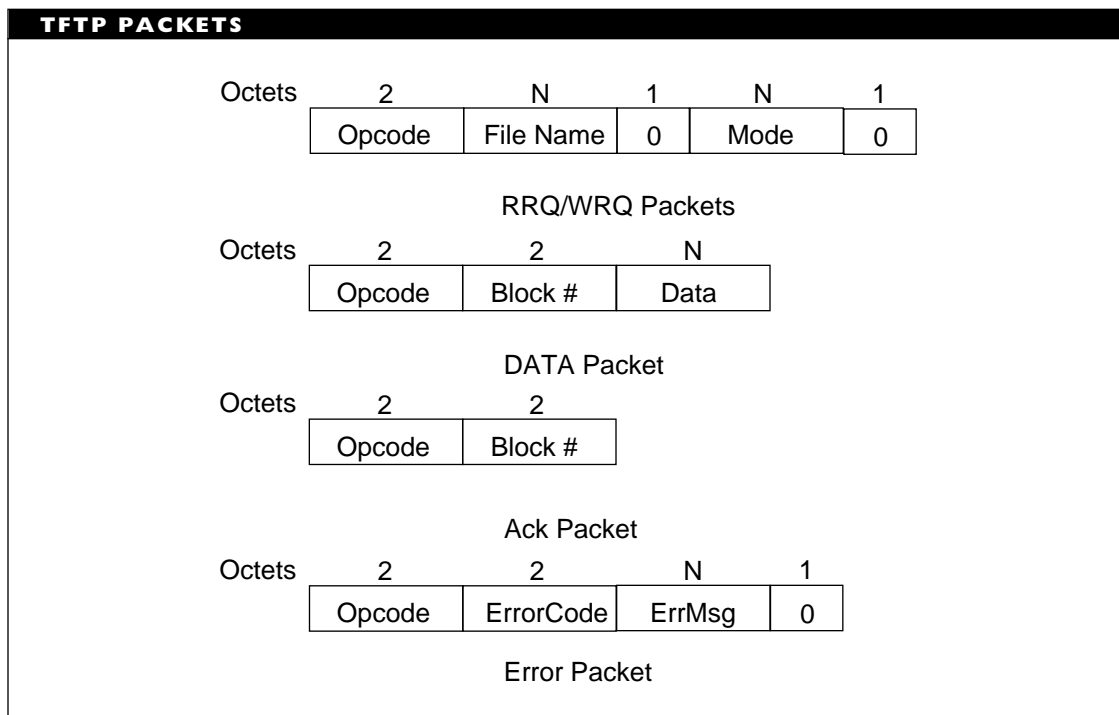 TFTP PACKETS
Octets 2 N 1 N 1
Opcode File Name 0 Mode 0
RRQ/WRQ Packets
Octets 2 2 N
Opcode Block # Data
DATA Packet
Octets 2 2
Opcode Block #
Ack Packet
Octets 2 2 N 1
Opcode ErrorCode ErrMsg 0
Error Packet